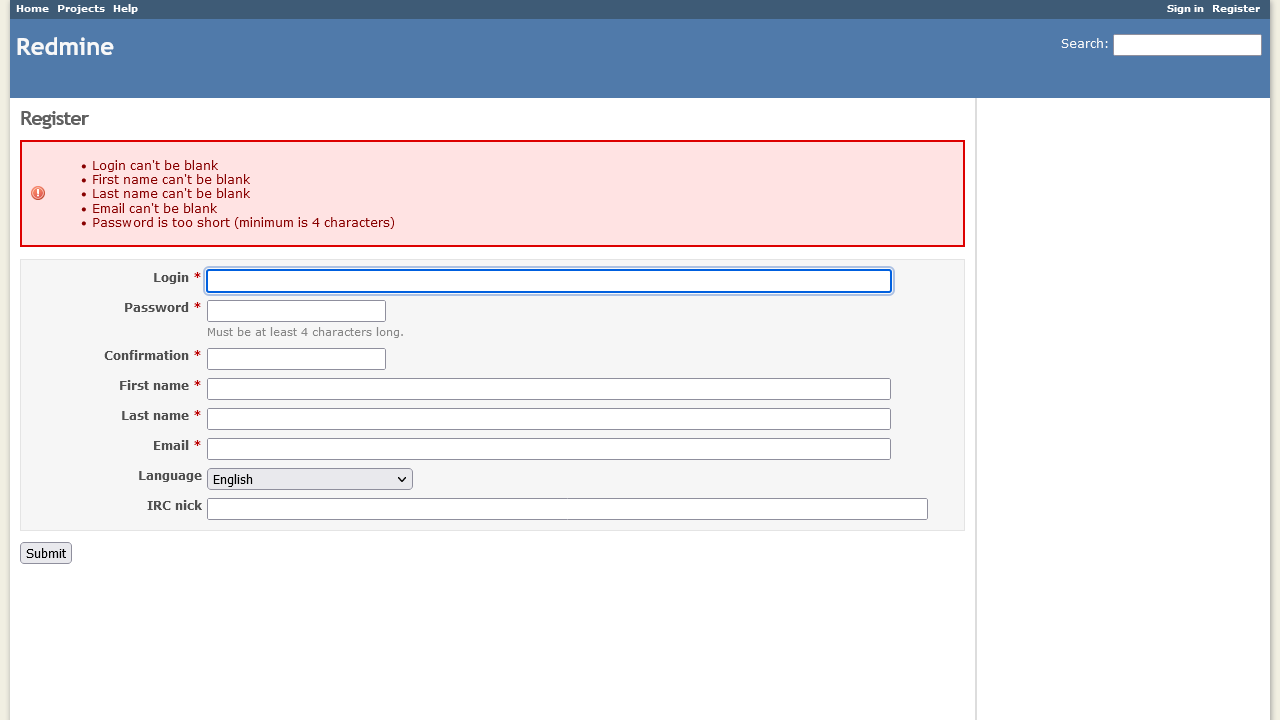 Home Projects Help Sign in Register
Redmine
Search:
Register
Login can't be blank
First name can't be blank
Last name can't be blank
Email can't be blank
Password is too short (minimum is 4 characters)
Login *
Password *
Must be at least 4 characters long.
Confirmation *
First name *
Last name *
Email *
Language English
IRC nick
Submit